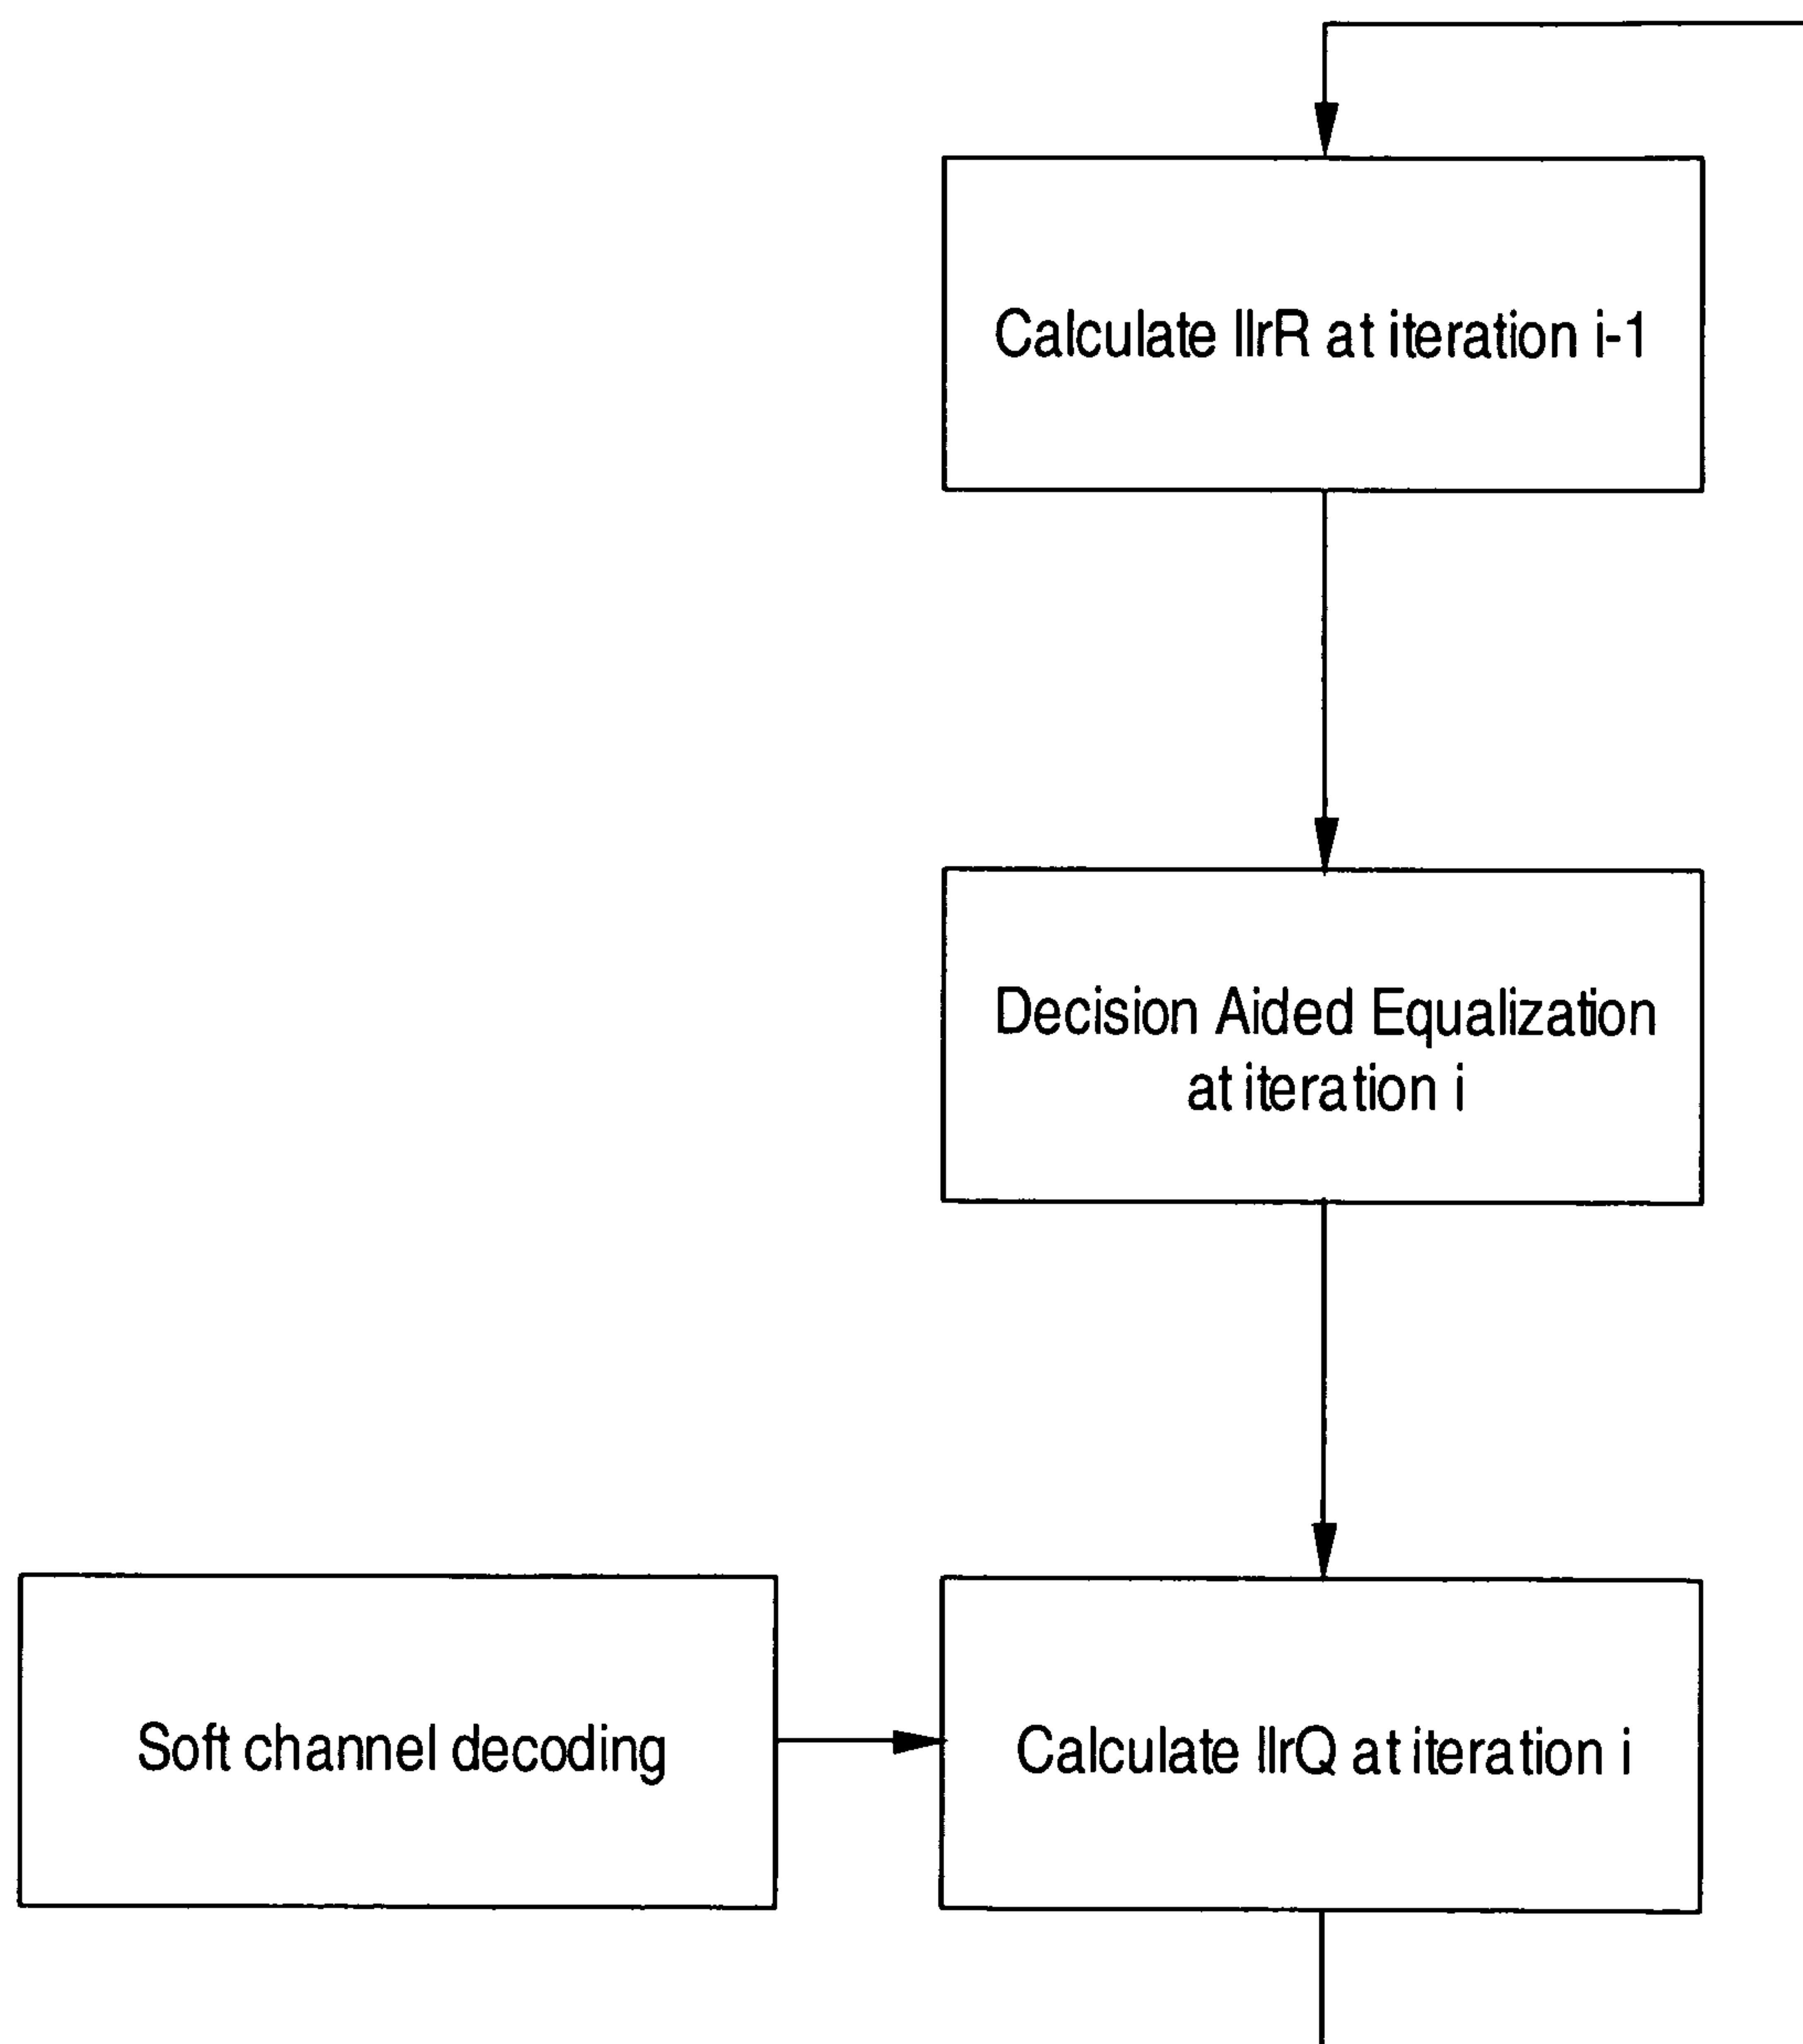 Calculate llrR at iteration i-1
Decision Aided Equalization
at iteration i
Soft channel decoding
Calculate llrQ at iteration i